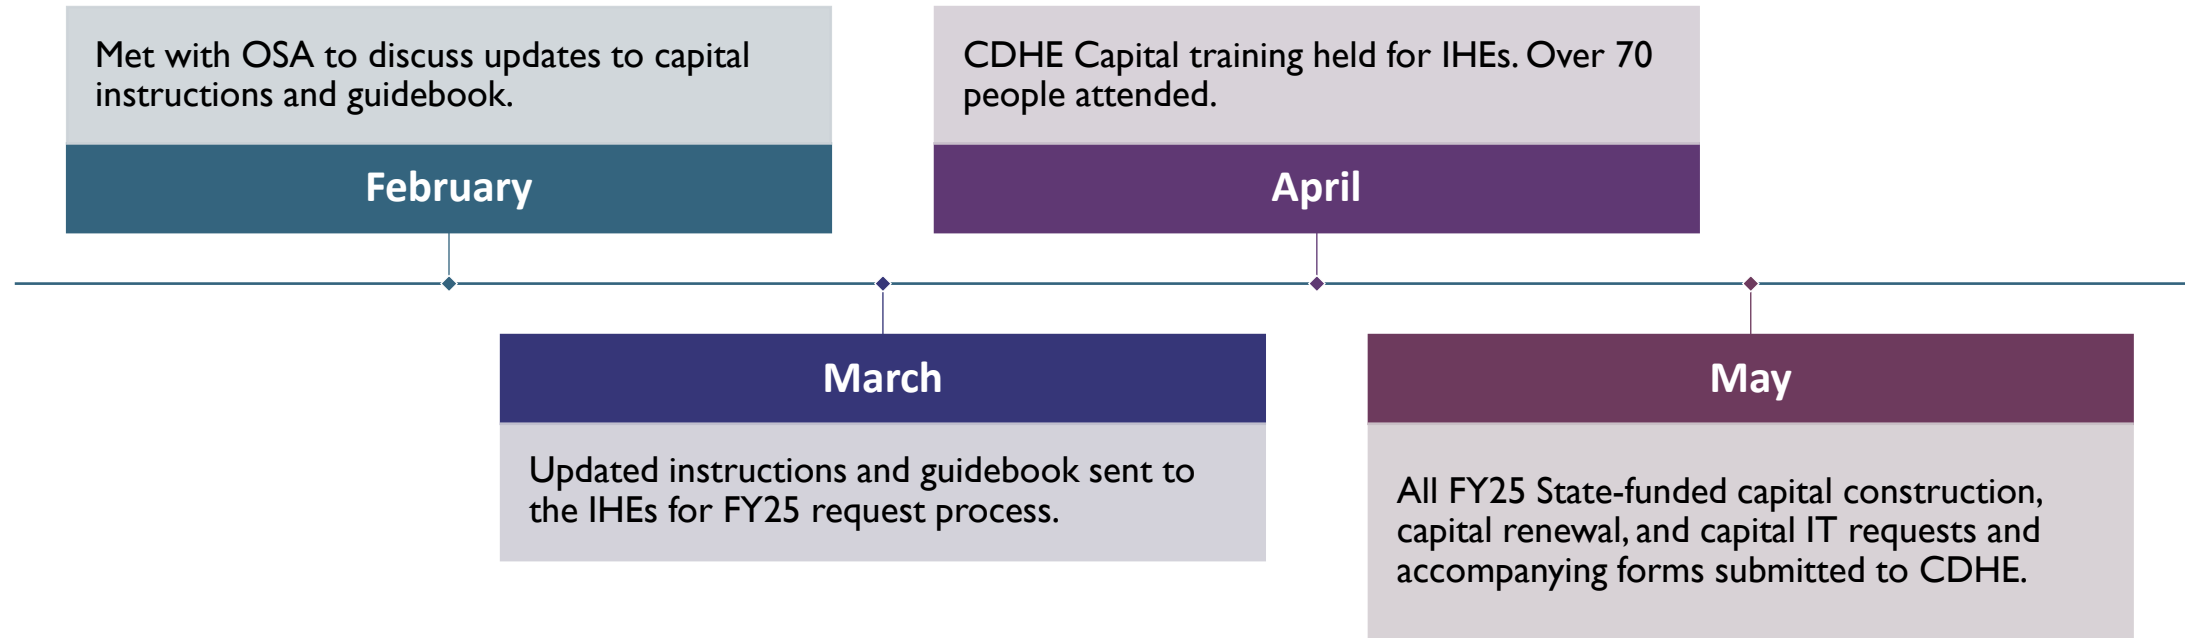 Met with OSA to discuss updates to capital
instructions and guidebook.
February
Updated instructions and guidebook sent to
the IHEs for FY25 request process.
March
CDHE Capital training held for IHEs. Over 70
people attended.
April
May
All FY25 State-funded capital construction,
capital renewal, and capital IT requests and
accompanying forms submitted to CDHE.